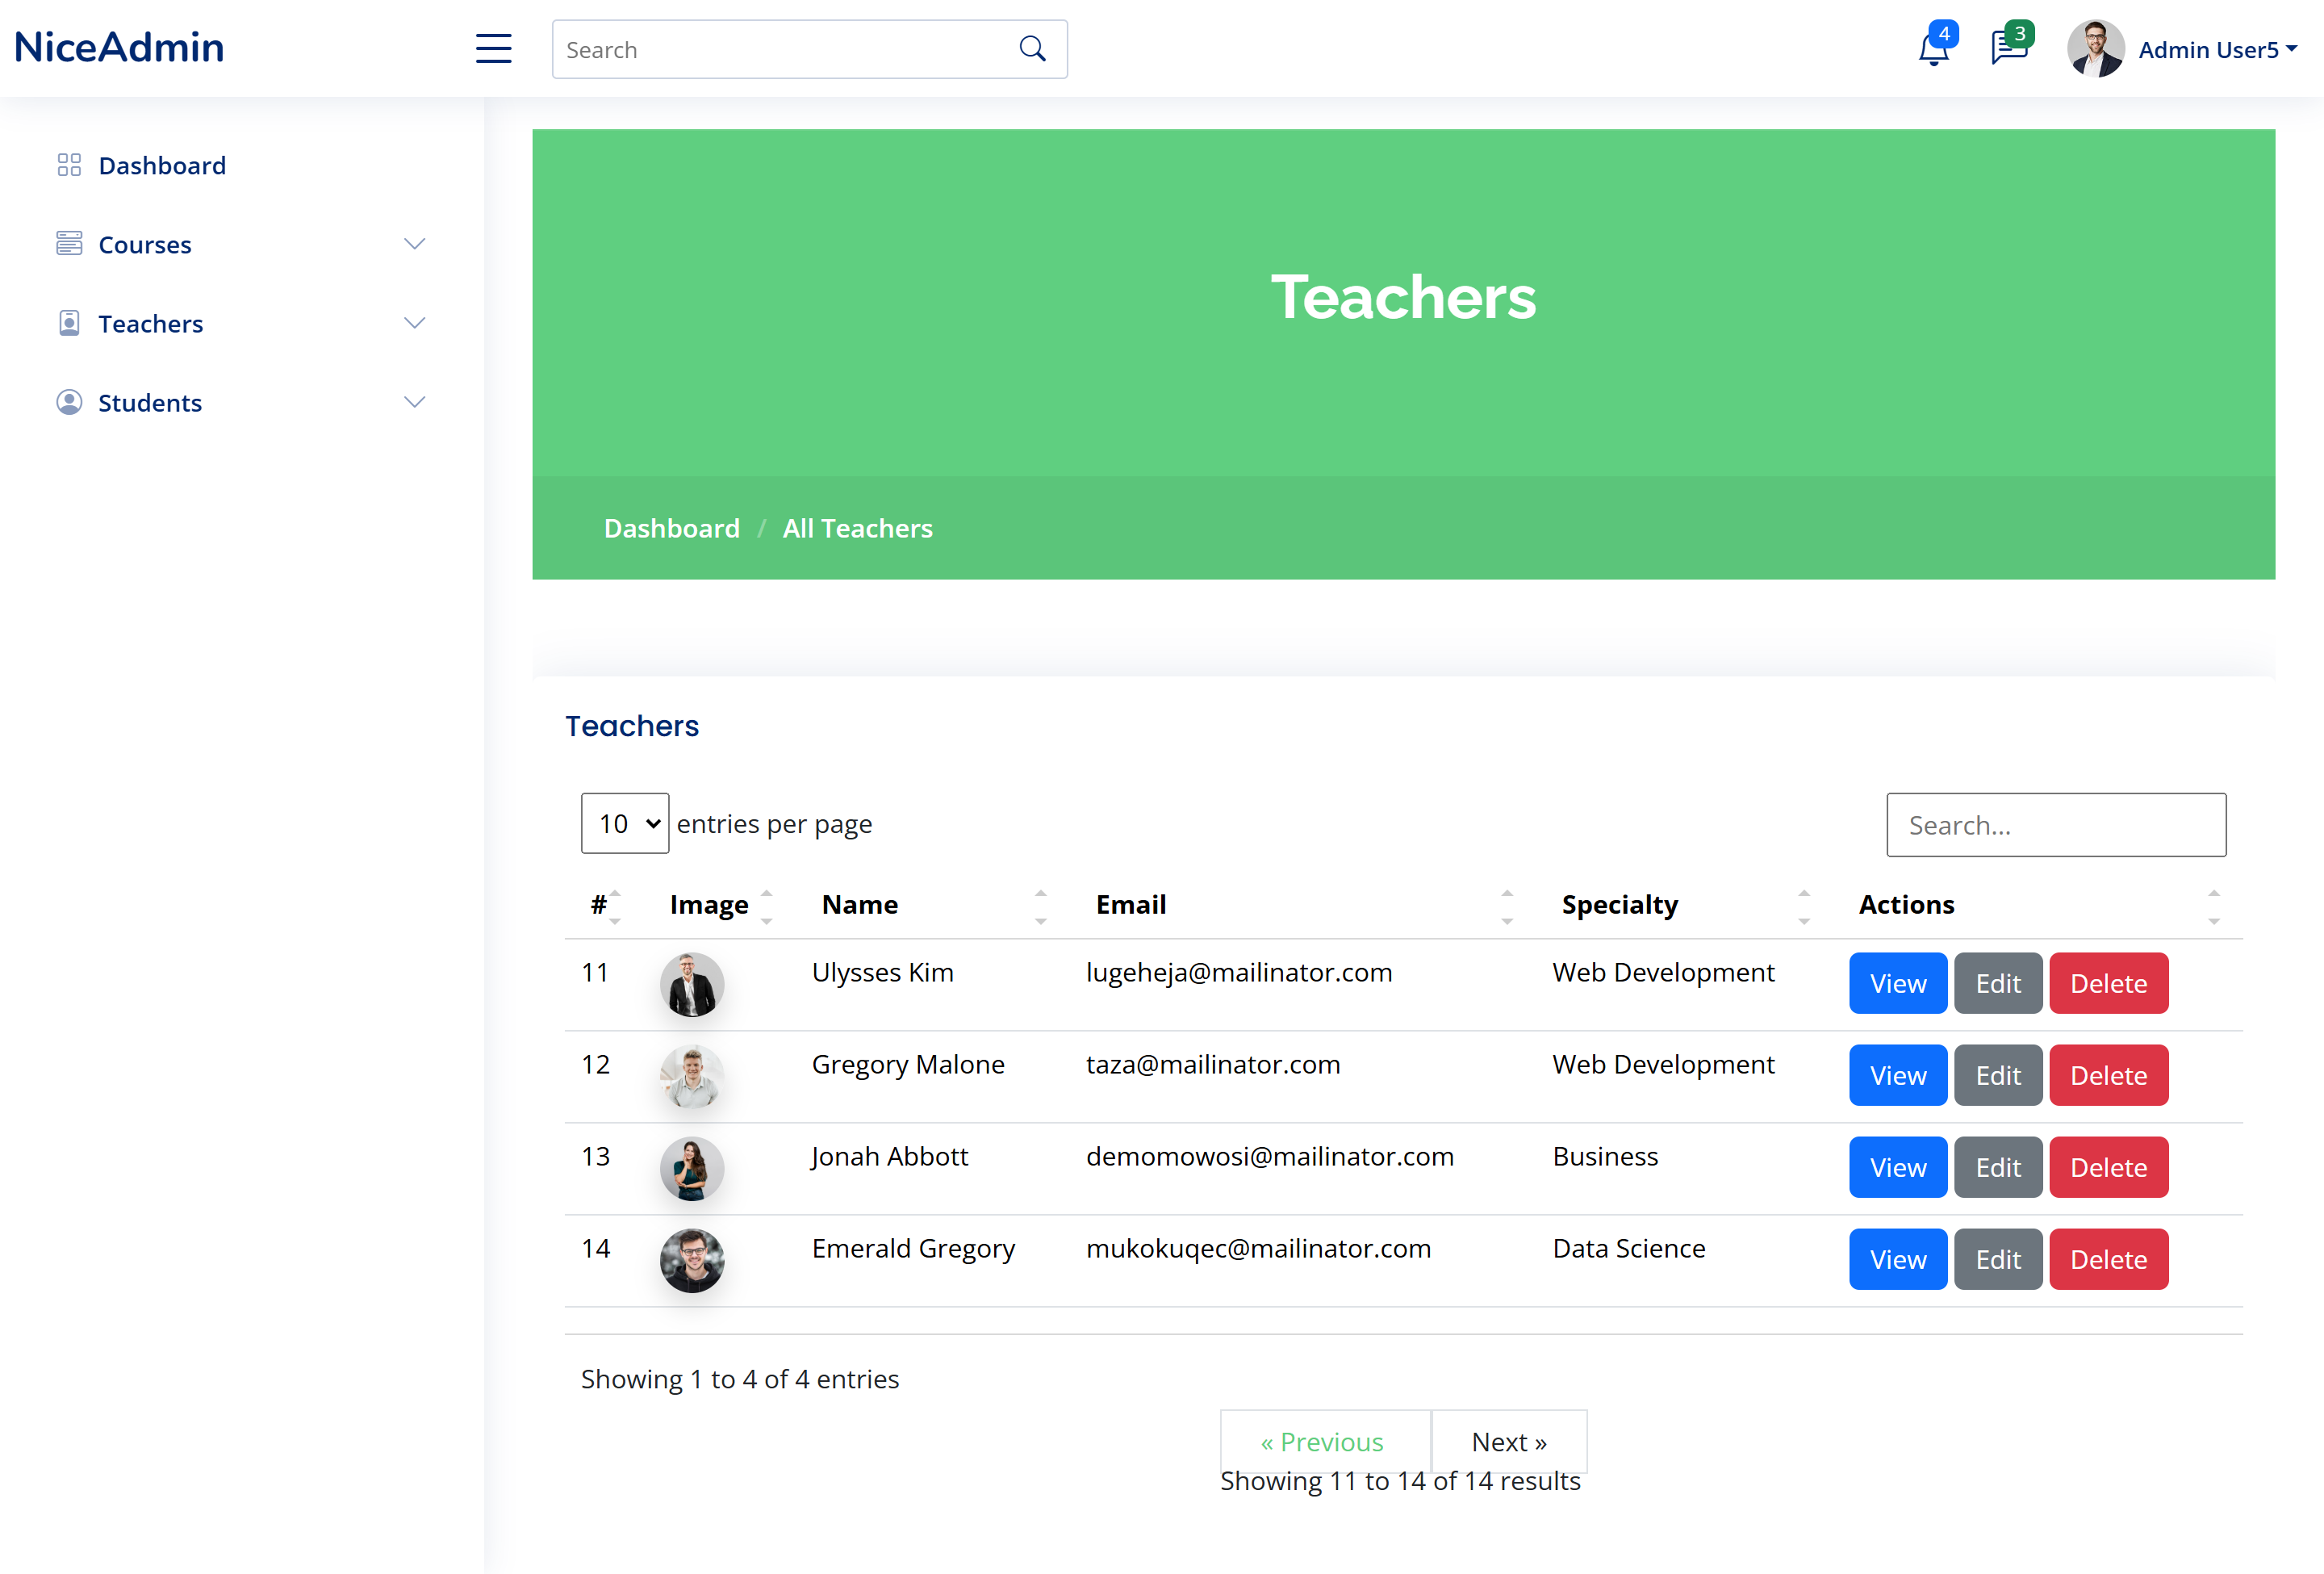 NiceAdmin
Search
4
3
Admin User5
Dashboard
Courses
Teachers
Students
Teachers
Dashboard / All Teachers
Teachers
10 entries per page
Search...
# Image Name Email Specialty Actions
11 Ulysses Kim lugeheja@mailinator.com Web Development View Edit Delete
12 Gregory Malone taza@mailinator.com Web Development View Edit Delete
13 Jonah Abbott demomowosi@mailinator.com Business View Edit Delete
14 Emerald Gregory mukokuqec@mailinator.com Data Science View Edit Delete
Showing 1 to 4 of 4 entries
« Previous Next »
Showing 11 to 14 of 14 results